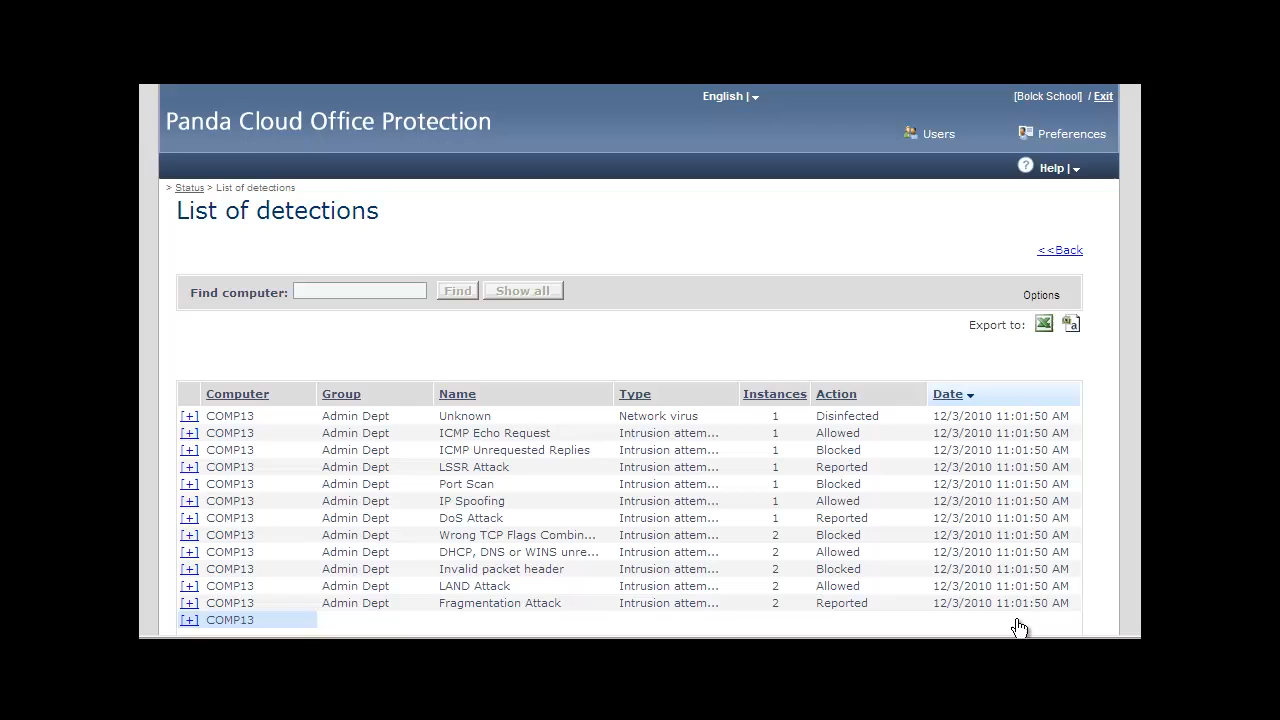 English | [Bolck School] / Exit
Panda Cloud Office Protection
Users Preferences
? Help |
> Status > List of detections
List of detections
<<Back
Find computer: Find Show all
Options
Export to:
Computer Group Name Type Instances Action Date
[+] COMP13 Admin Dept Unknown Network virus 1 Disinfected 12/3/2010 11:01:50 AM
[+] COMP13 Admin Dept ICMP Echo Request Intrusion attem... 1 Allowed 12/3/2010 11:01:50 AM
[+] COMP13 Admin Dept ICMP Unrequested Replies Intrusion attem... 1 Blocked 12/3/2010 11:01:50 AM
[+] COMP13 Admin Dept LSSR Attack Intrusion attem... 1 Reported 12/3/2010 11:01:50 AM
[+] COMP13 Admin Dept Port Scan Intrusion attem... 1 Blocked 12/3/2010 11:01:50 AM
[+] COMP13 Admin Dept IP Spoofing Intrusion attem... 1 Allowed 12/3/2010 11:01:50 AM
[+] COMP13 Admin Dept DoS Attack Intrusion attem... 1 Reported 12/3/2010 11:01:50 AM
[+] COMP13 Admin Dept Wrong TCP Flags Combin... Intrusion attem... 2 Blocked 12/3/2010 11:01:50 AM
[+] COMP13 Admin Dept DHCP, DNS or WINS unre... Intrusion attem... 2 Allowed 12/3/2010 11:01:50 AM
[+] COMP13 Admin Dept Invalid packet header Intrusion attem... 2 Blocked 12/3/2010 11:01:50 AM
[+] COMP13 Admin Dept LAND Attack Intrusion attem... 2 Allowed 12/3/2010 11:01:50 AM
[+] COMP13 Admin Dept Fragmentation Attack Intrusion attem... 2 Reported 12/3/2010 11:01:50 AM
[+] COMP13